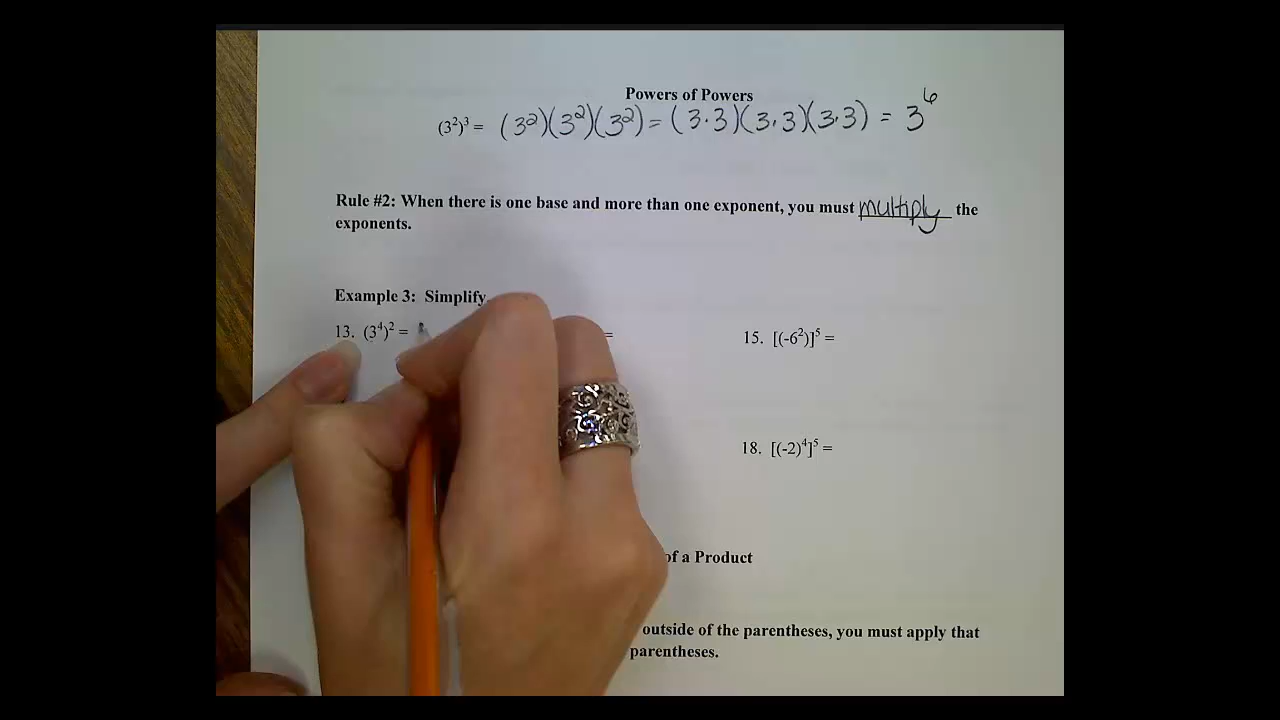 Powers of Powers
(3²)³ = (3²)(3²)(3²) = (3·3)(3·3)(3·3) = 3⁶
Rule #2: When there is one base and more than one exponent, you must multiply the
exponents.
Example 3: Simplify
13. (3⁴)² =
=
15. [(-6²)]⁵ =
18. [(-2)⁴]⁵ =
of a Product
outside of the parentheses, you must apply that
parentheses.